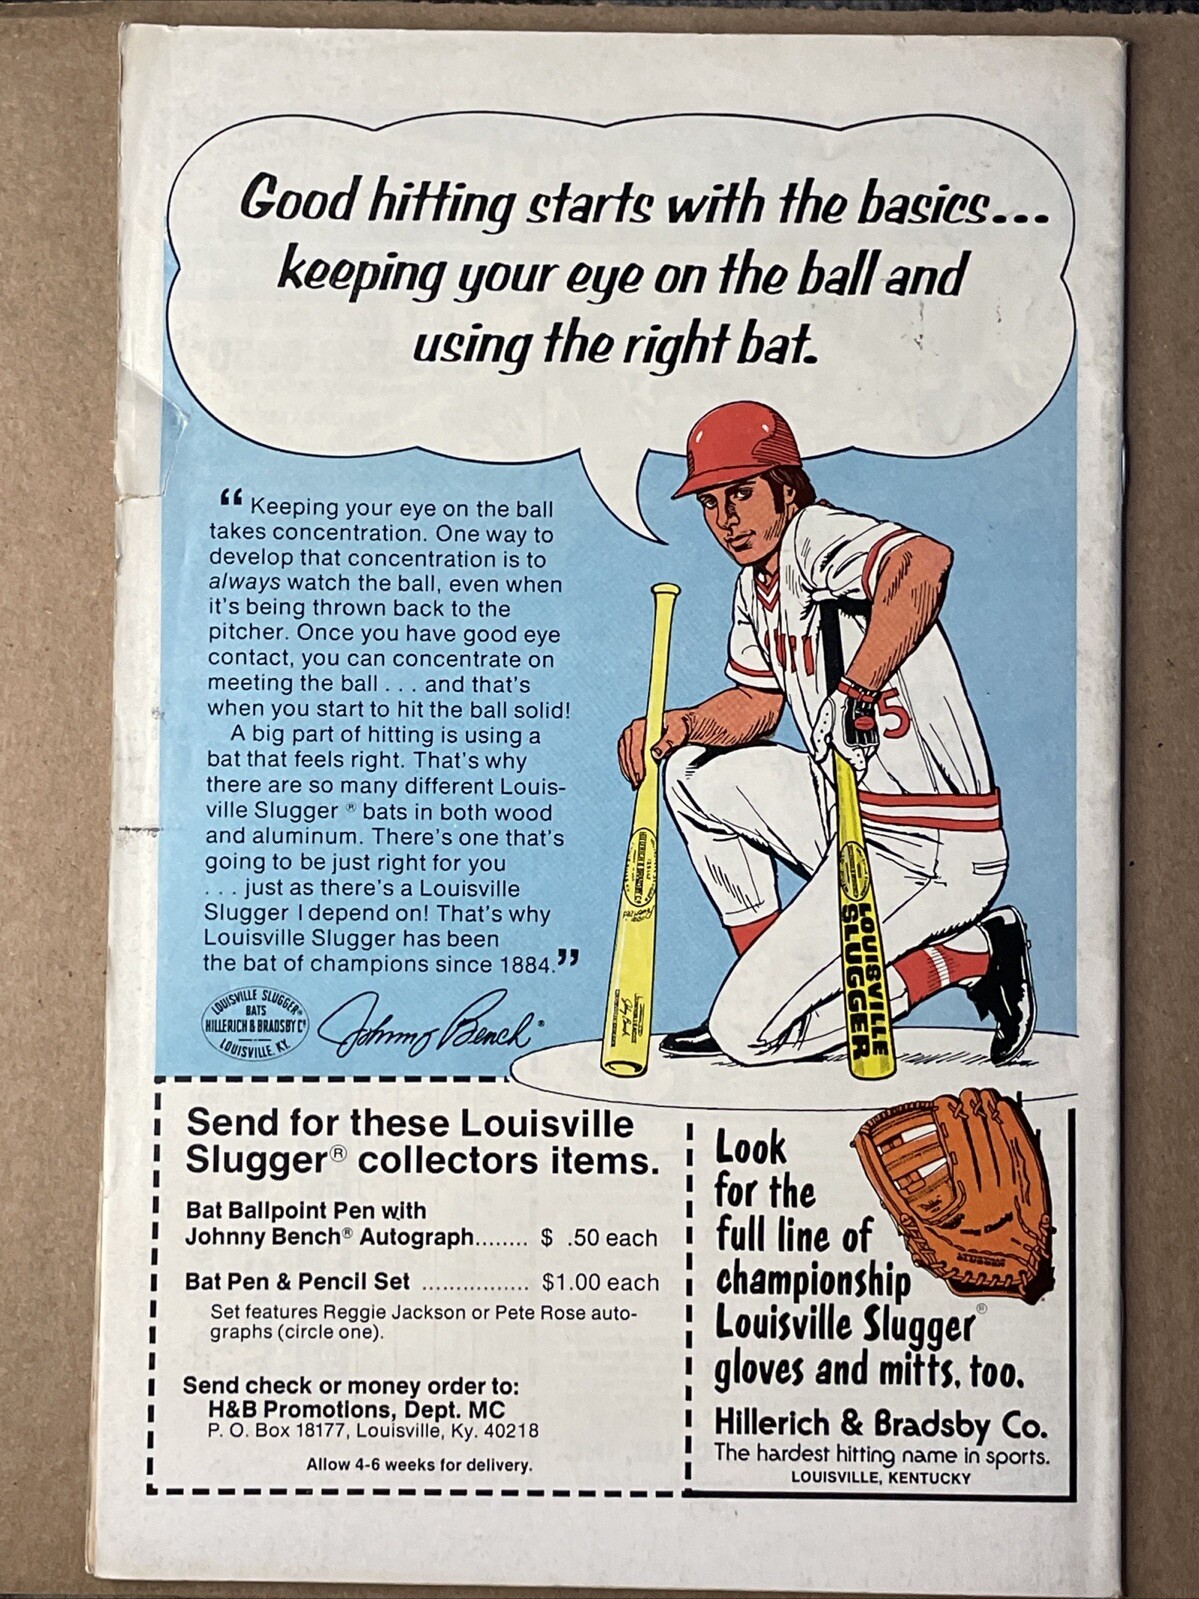 Good hitting starts with the basics...
keeping your eye on the ball and
using the right bat.
“Keeping your eye on the ball
takes concentration. One way to
develop that concentration is to
always watch the ball, even when
it's being thrown back to the
pitcher. Once you have good eye
contact, you can concentrate on
meeting the ball . . . and that's
when you start to hit the ball solid!
A big part of hitting is using a
bat that feels right. That's why
there are so many different Louis-
ville Slugger® bats in both wood
and aluminum. There's one that's
going to be just right for you
. . . just as there's a Louisville
Slugger I depend on! That's why
Louisville Slugger has been
the bat of champions since 1884.”
LOUISVILLE SLUGGER®
BATS
HILLERICH & BRADSBY Cº
LOUISVILLE, KY.
Johnny Bench®
5
HILLERICH & BRADSBY Cº
LOUISVILLE
SLUGGER
Send for these Louisville
Slugger® collectors items.
Bat Ballpoint Pen with
Johnny Bench® Autograph........ $ .50 each
Bat Pen & Pencil Set ................ $1.00 each
Set features Reggie Jackson or Pete Rose auto-
graphs (circle one).
Send check or money order to:
H&B Promotions, Dept. MC
P. O. Box 18177, Louisville, Ky. 40218
Allow 4-6 weeks for delivery.
Look
for the
full line of
championship
Louisville Slugger®
gloves and mitts, too.
Hillerich & Bradsby Co.
The hardest hitting name in sports.
LOUISVILLE, KENTUCKY